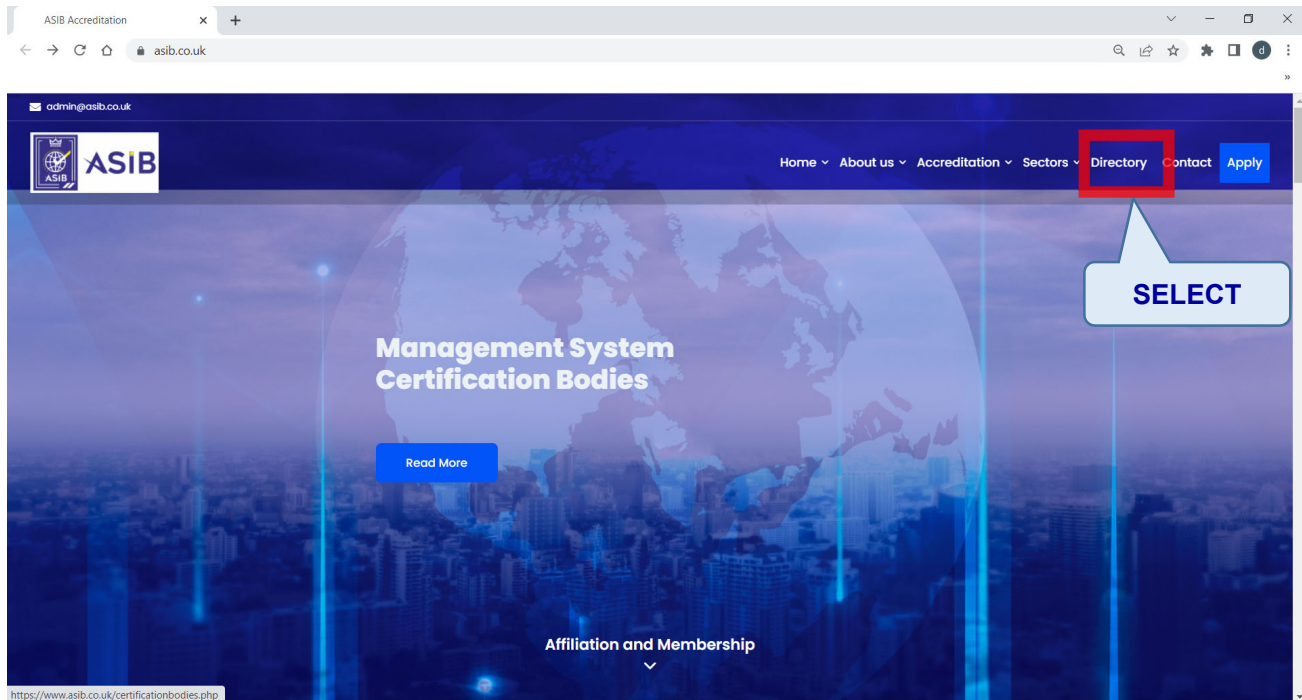 ASIB Accreditation
asib.co.uk
d
»
admin@asib.co.uk
ASIB
ASiB
Home About us Accreditation Sectors Directory Contact Apply
SELECT
Management System
Certification Bodies
Read More
Affiliation and Membership
https://www.asib.co.uk/certificationbodies.php